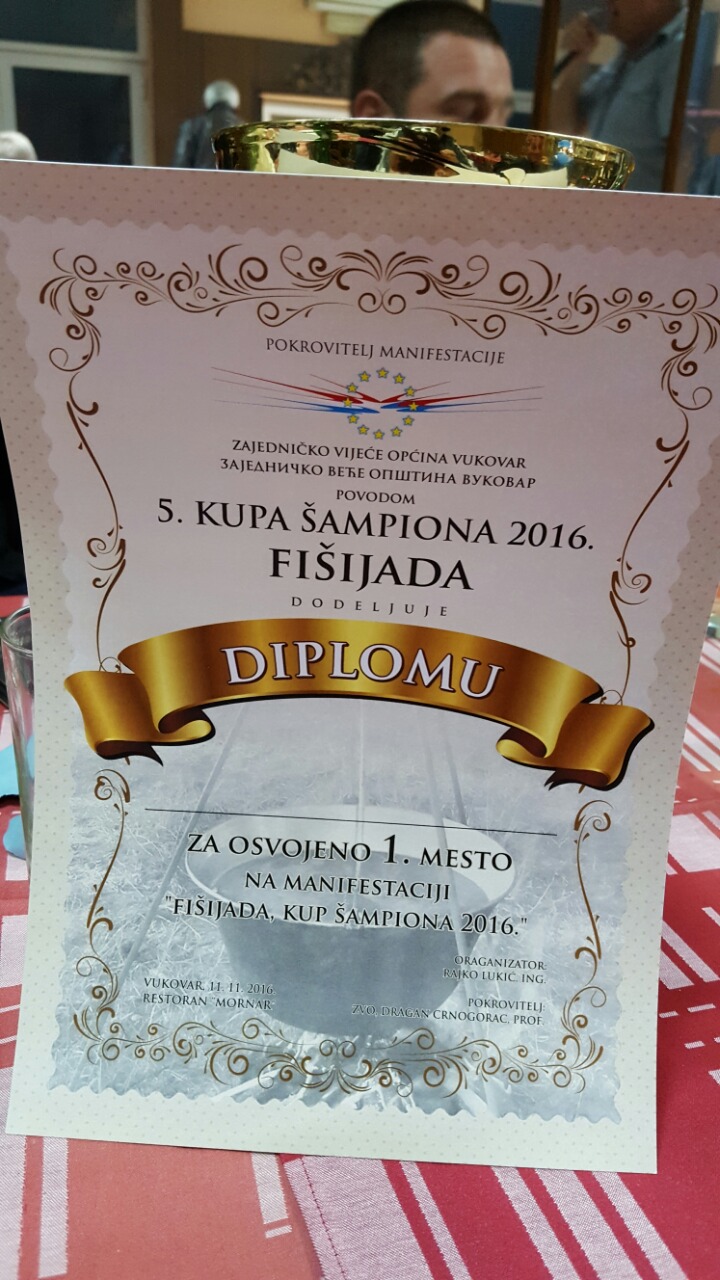 POKROVITELJ MANIFESTACIJE
ZAJEDNIČKO VIJEĆE OPĆINA VUKOVAR
ЗАЈЕДНИЧКО ВЕЋЕ ОПШТИНА ВУКОВАР
POVODOM
5. KUPA ŠAMPIONA 2016.
FIŠIJADA
DODELJUJE
DIPLOMU
ZA OSVOJENO 1. MESTO
NA MANIFESTACIJI
"FIŠIJADA, KUP ŠAMPIONA 2016."
ORAGANIZATOR:
RAJKO LUKIĆ, ING.
VUKOVAR, 11. 11. 2016
RESTORAN "MORNAR"
POKROVITELJ:
ZVO, DRAGAN CRNOGORAC, PROF.